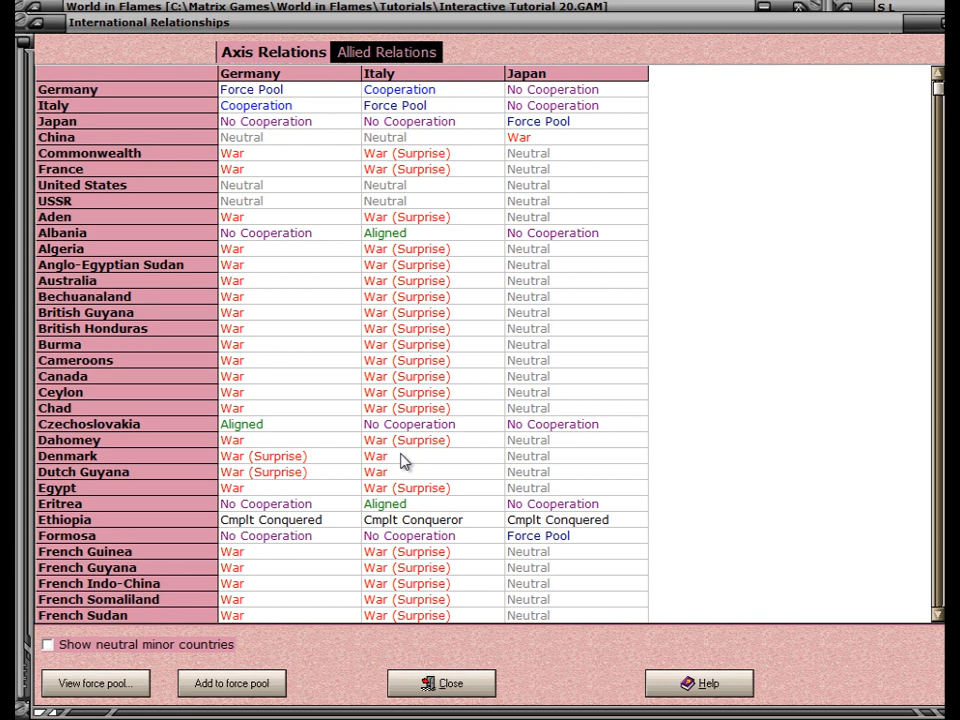 World in Flames [C:\Matrix Games\World in Flames\Tutorials\Interactive Tutorial 20.GAM] S L
International Relationships
Axis Relations Allied Relations
Germany Italy Japan
Germany Force Pool Cooperation No Cooperation
Italy Cooperation Force Pool No Cooperation
Japan No Cooperation No Cooperation Force Pool
China Neutral Neutral War
Commonwealth War War (Surprise) Neutral
France War War (Surprise) Neutral
United States Neutral Neutral Neutral
USSR Neutral Neutral Neutral
Aden War War (Surprise) Neutral
Albania No Cooperation Aligned No Cooperation
Algeria War War (Surprise) Neutral
Anglo-Egyptian Sudan War War (Surprise) Neutral
Australia War War (Surprise) Neutral
Bechuanaland War War (Surprise) Neutral
British Guyana War War (Surprise) Neutral
British Honduras War War (Surprise) Neutral
Burma War War (Surprise) Neutral
Cameroons War War (Surprise) Neutral
Canada War War (Surprise) Neutral
Ceylon War War (Surprise) Neutral
Chad War War (Surprise) Neutral
Czechoslovakia Aligned No Cooperation No Cooperation
Dahomey War War (Surprise) Neutral
Denmark War (Surprise) War Neutral
Dutch Guyana War (Surprise) War Neutral
Egypt War War (Surprise) Neutral
Eritrea No Cooperation Aligned No Cooperation
Ethiopia Cmplt Conquered Cmplt Conqueror Cmplt Conquered
Formosa No Cooperation No Cooperation Force Pool
French Guinea War War (Surprise) Neutral
French Guyana War War (Surprise) Neutral
French Indo-China War War (Surprise) Neutral
French Somaliland War War (Surprise) Neutral
French Sudan War War (Surprise) Neutral
Show neutral minor countries
View force pool... Add to force pool Close Help